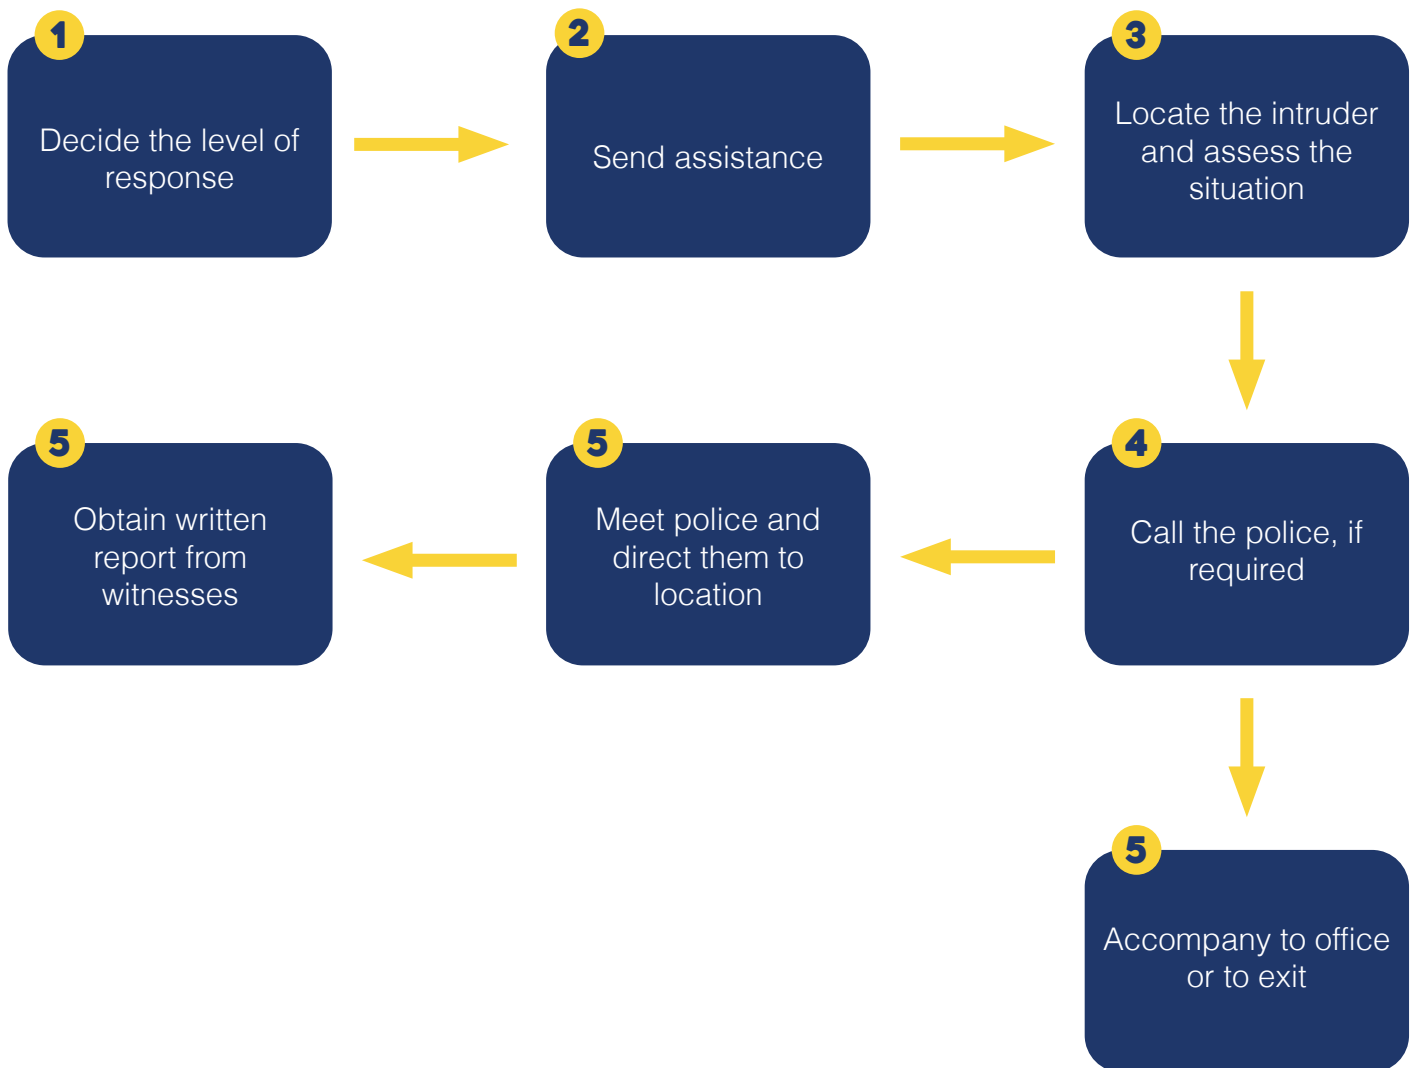 1
Decide the level of
response
2
Send assistance
3
Locate the intruder
and assess the
situation
4
Call the police, if
required
5
Meet police and
direct them to
location
5
Obtain written
report from
witnesses
5
Accompany to office
or to exit